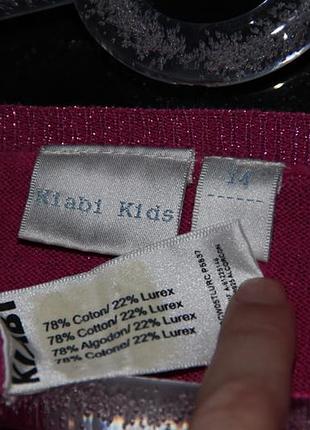 Kiabi Kids
14
KIABI
78% Coton/ 22% Lurex
78% Cotton/ 22% Lurex
78% Algodon/ 22% Lurex
78% Cotone/ 22% Lurex